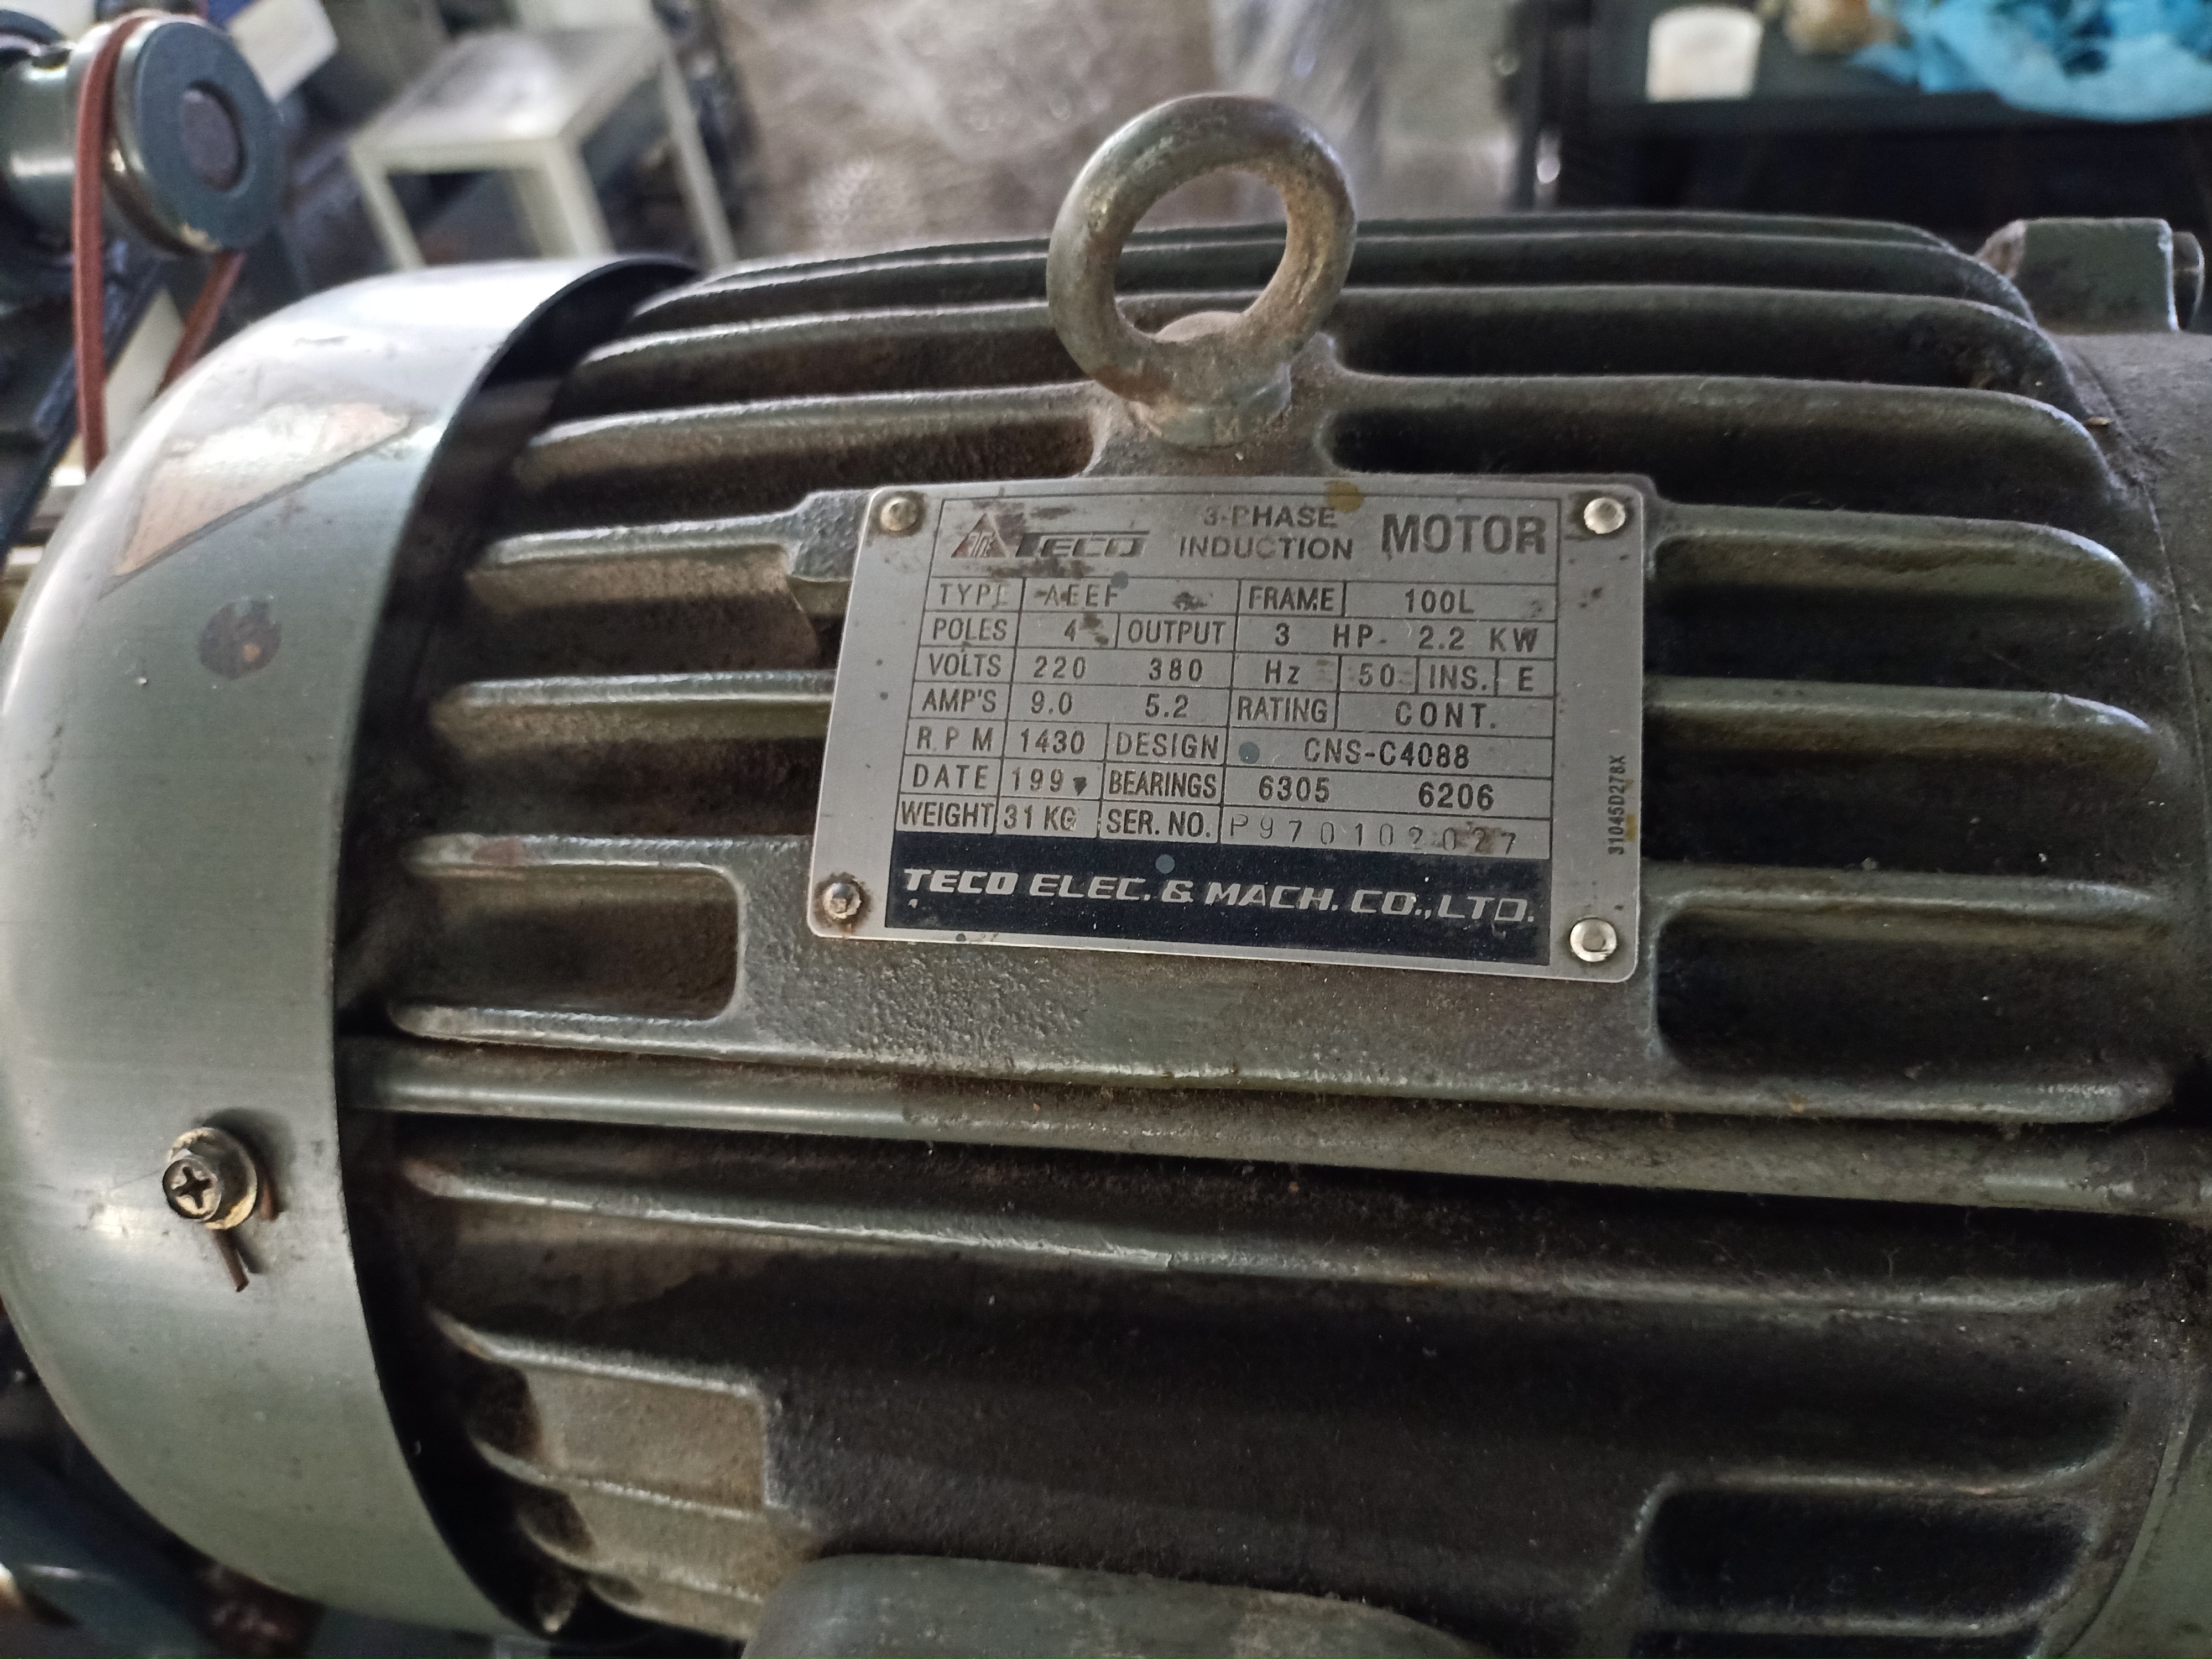 TECO 3-PHASE INDUCTION MOTOR
TYPE AEEF FRAME 100L
POLES 4 OUTPUT 3 HP- 2.2 KW
VOLTS 220 380 Hz 50 INS. E
AMP'S 9.0 5.2 RATING CONT.
R.P.M 1430 DESIGN CNS-C4088
DATE BEARINGS 6305 6206
WEIGHT 31 KG SER. NO. P970102027
TECO ELEC. & MACH. CO.,LTD.
31045D278X